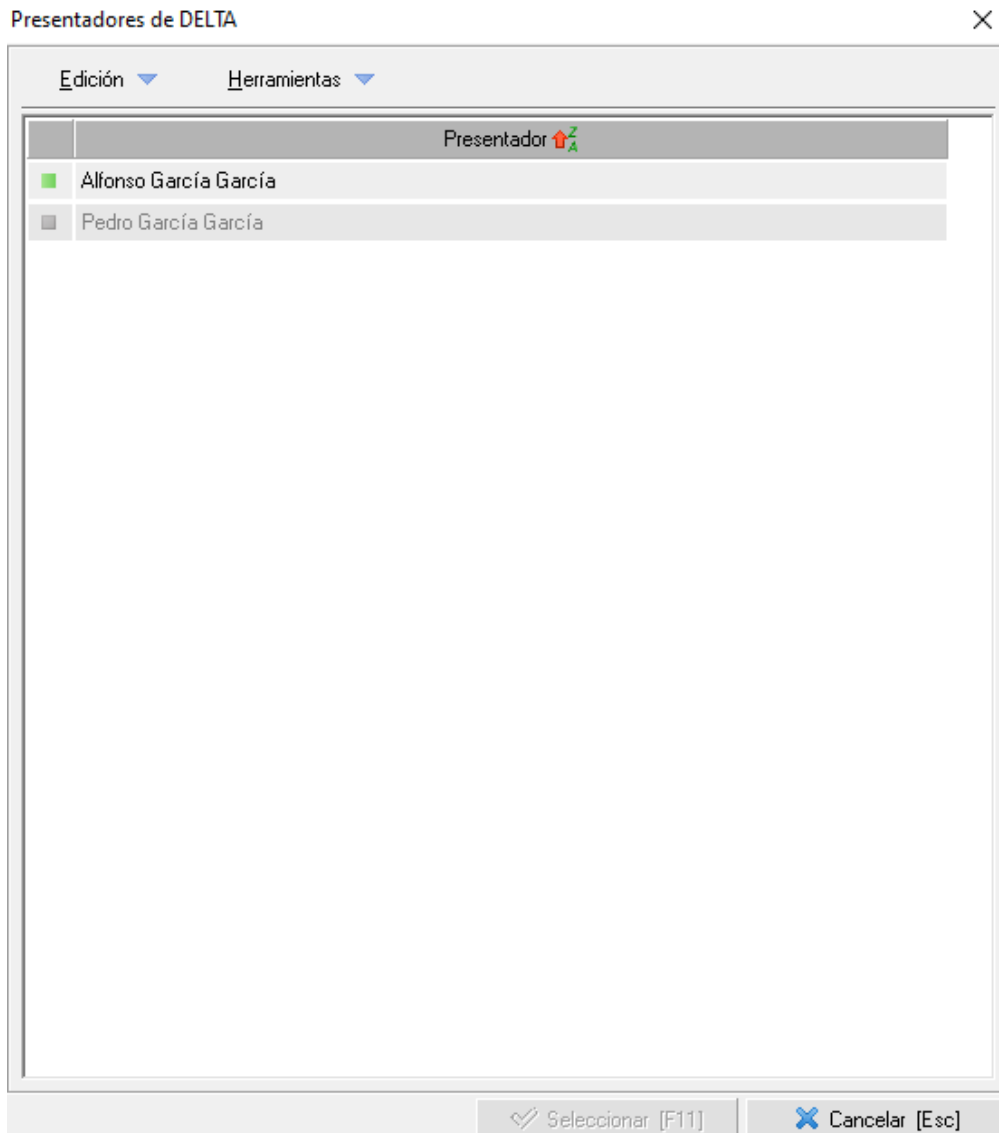 Presentadores de DELTA
Edición Herramientas
Presentador
Alfonso García García
Pedro García García
Seleccionar [F11] Cancelar [Esc]